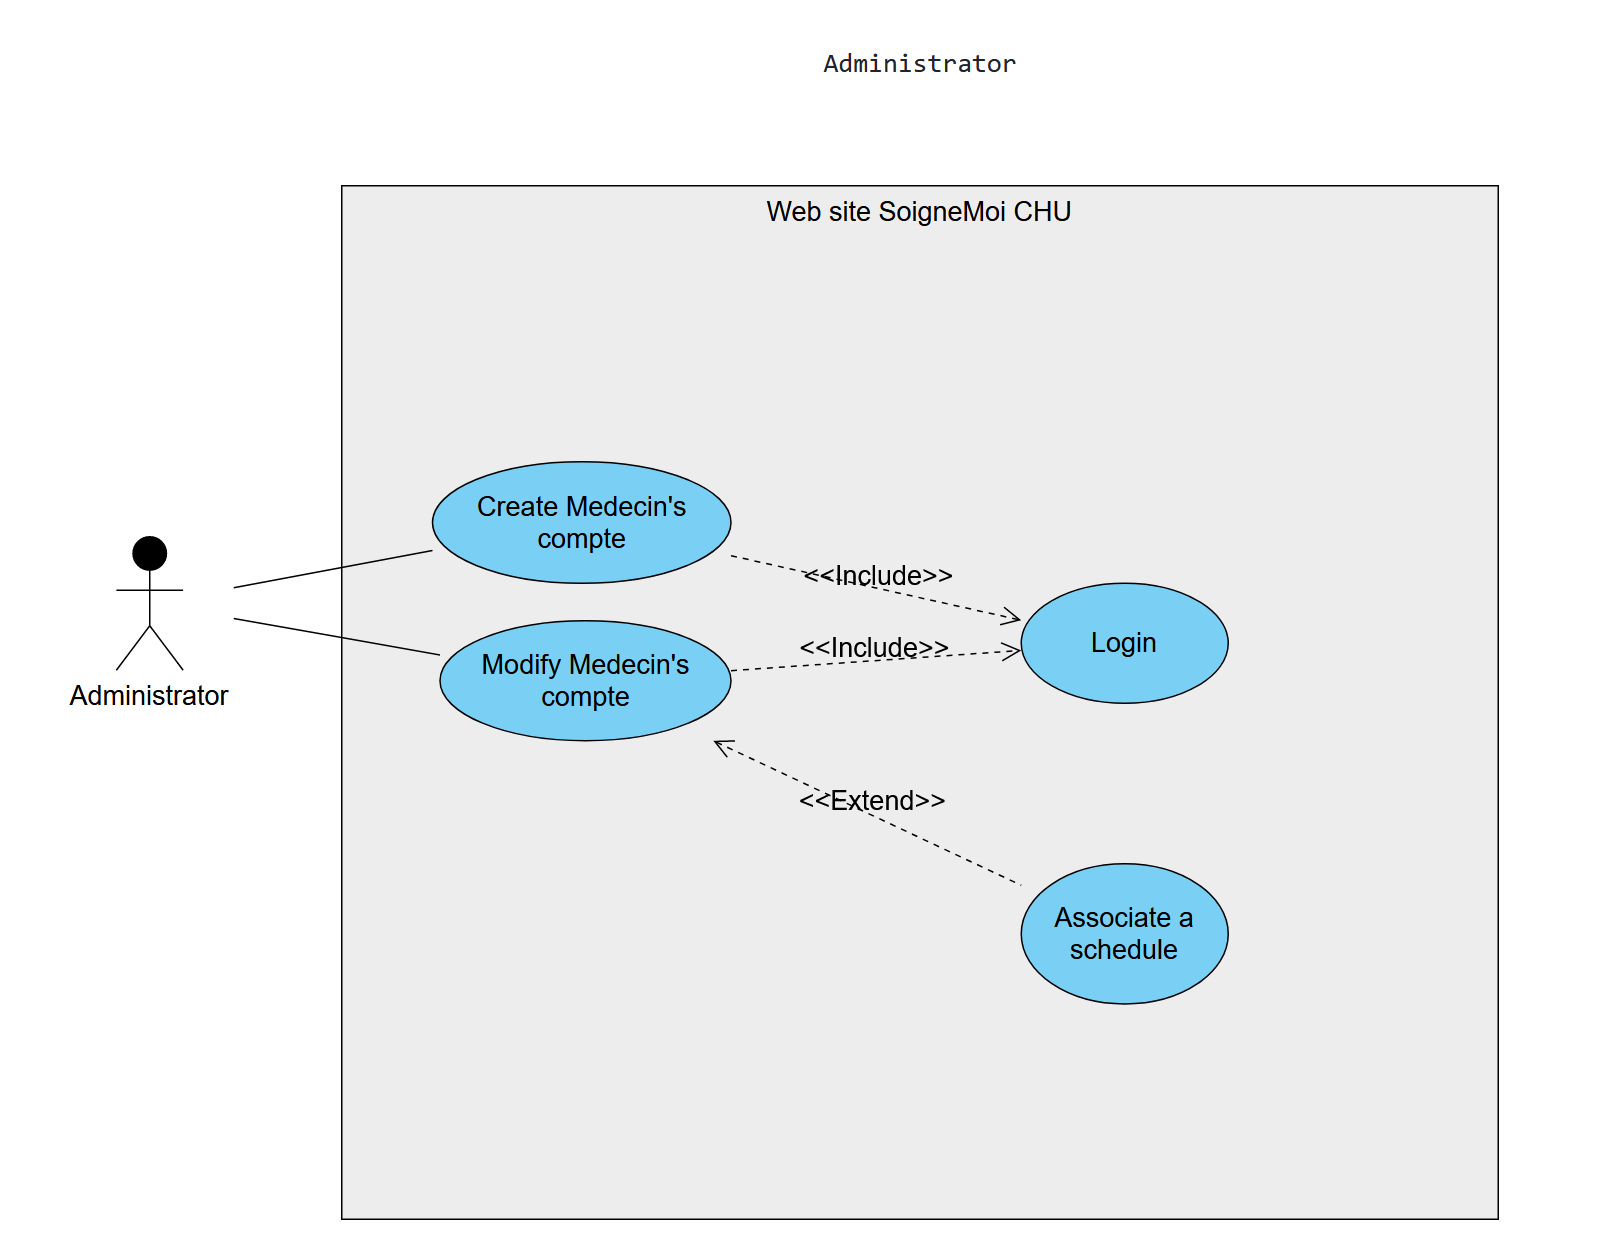 Administrator
Web site SoigneMoi CHU
Create Medecin's
compte
<<Include>>
Login
<<Include>>
Modify Medecin's
compte
Administrator
<<Extend>>
Associate a
schedule